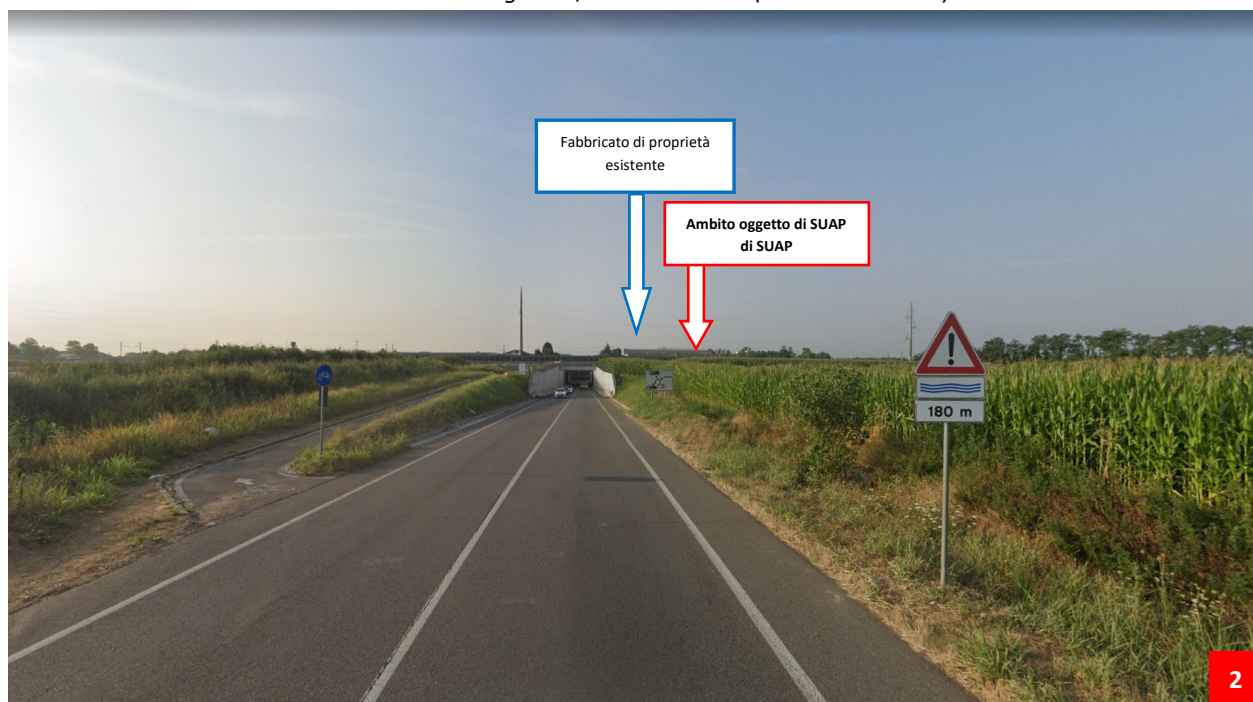 Fabbricato di proprietà
esistente
Ambito oggetto di SUAP
di SUAP
180 m
2